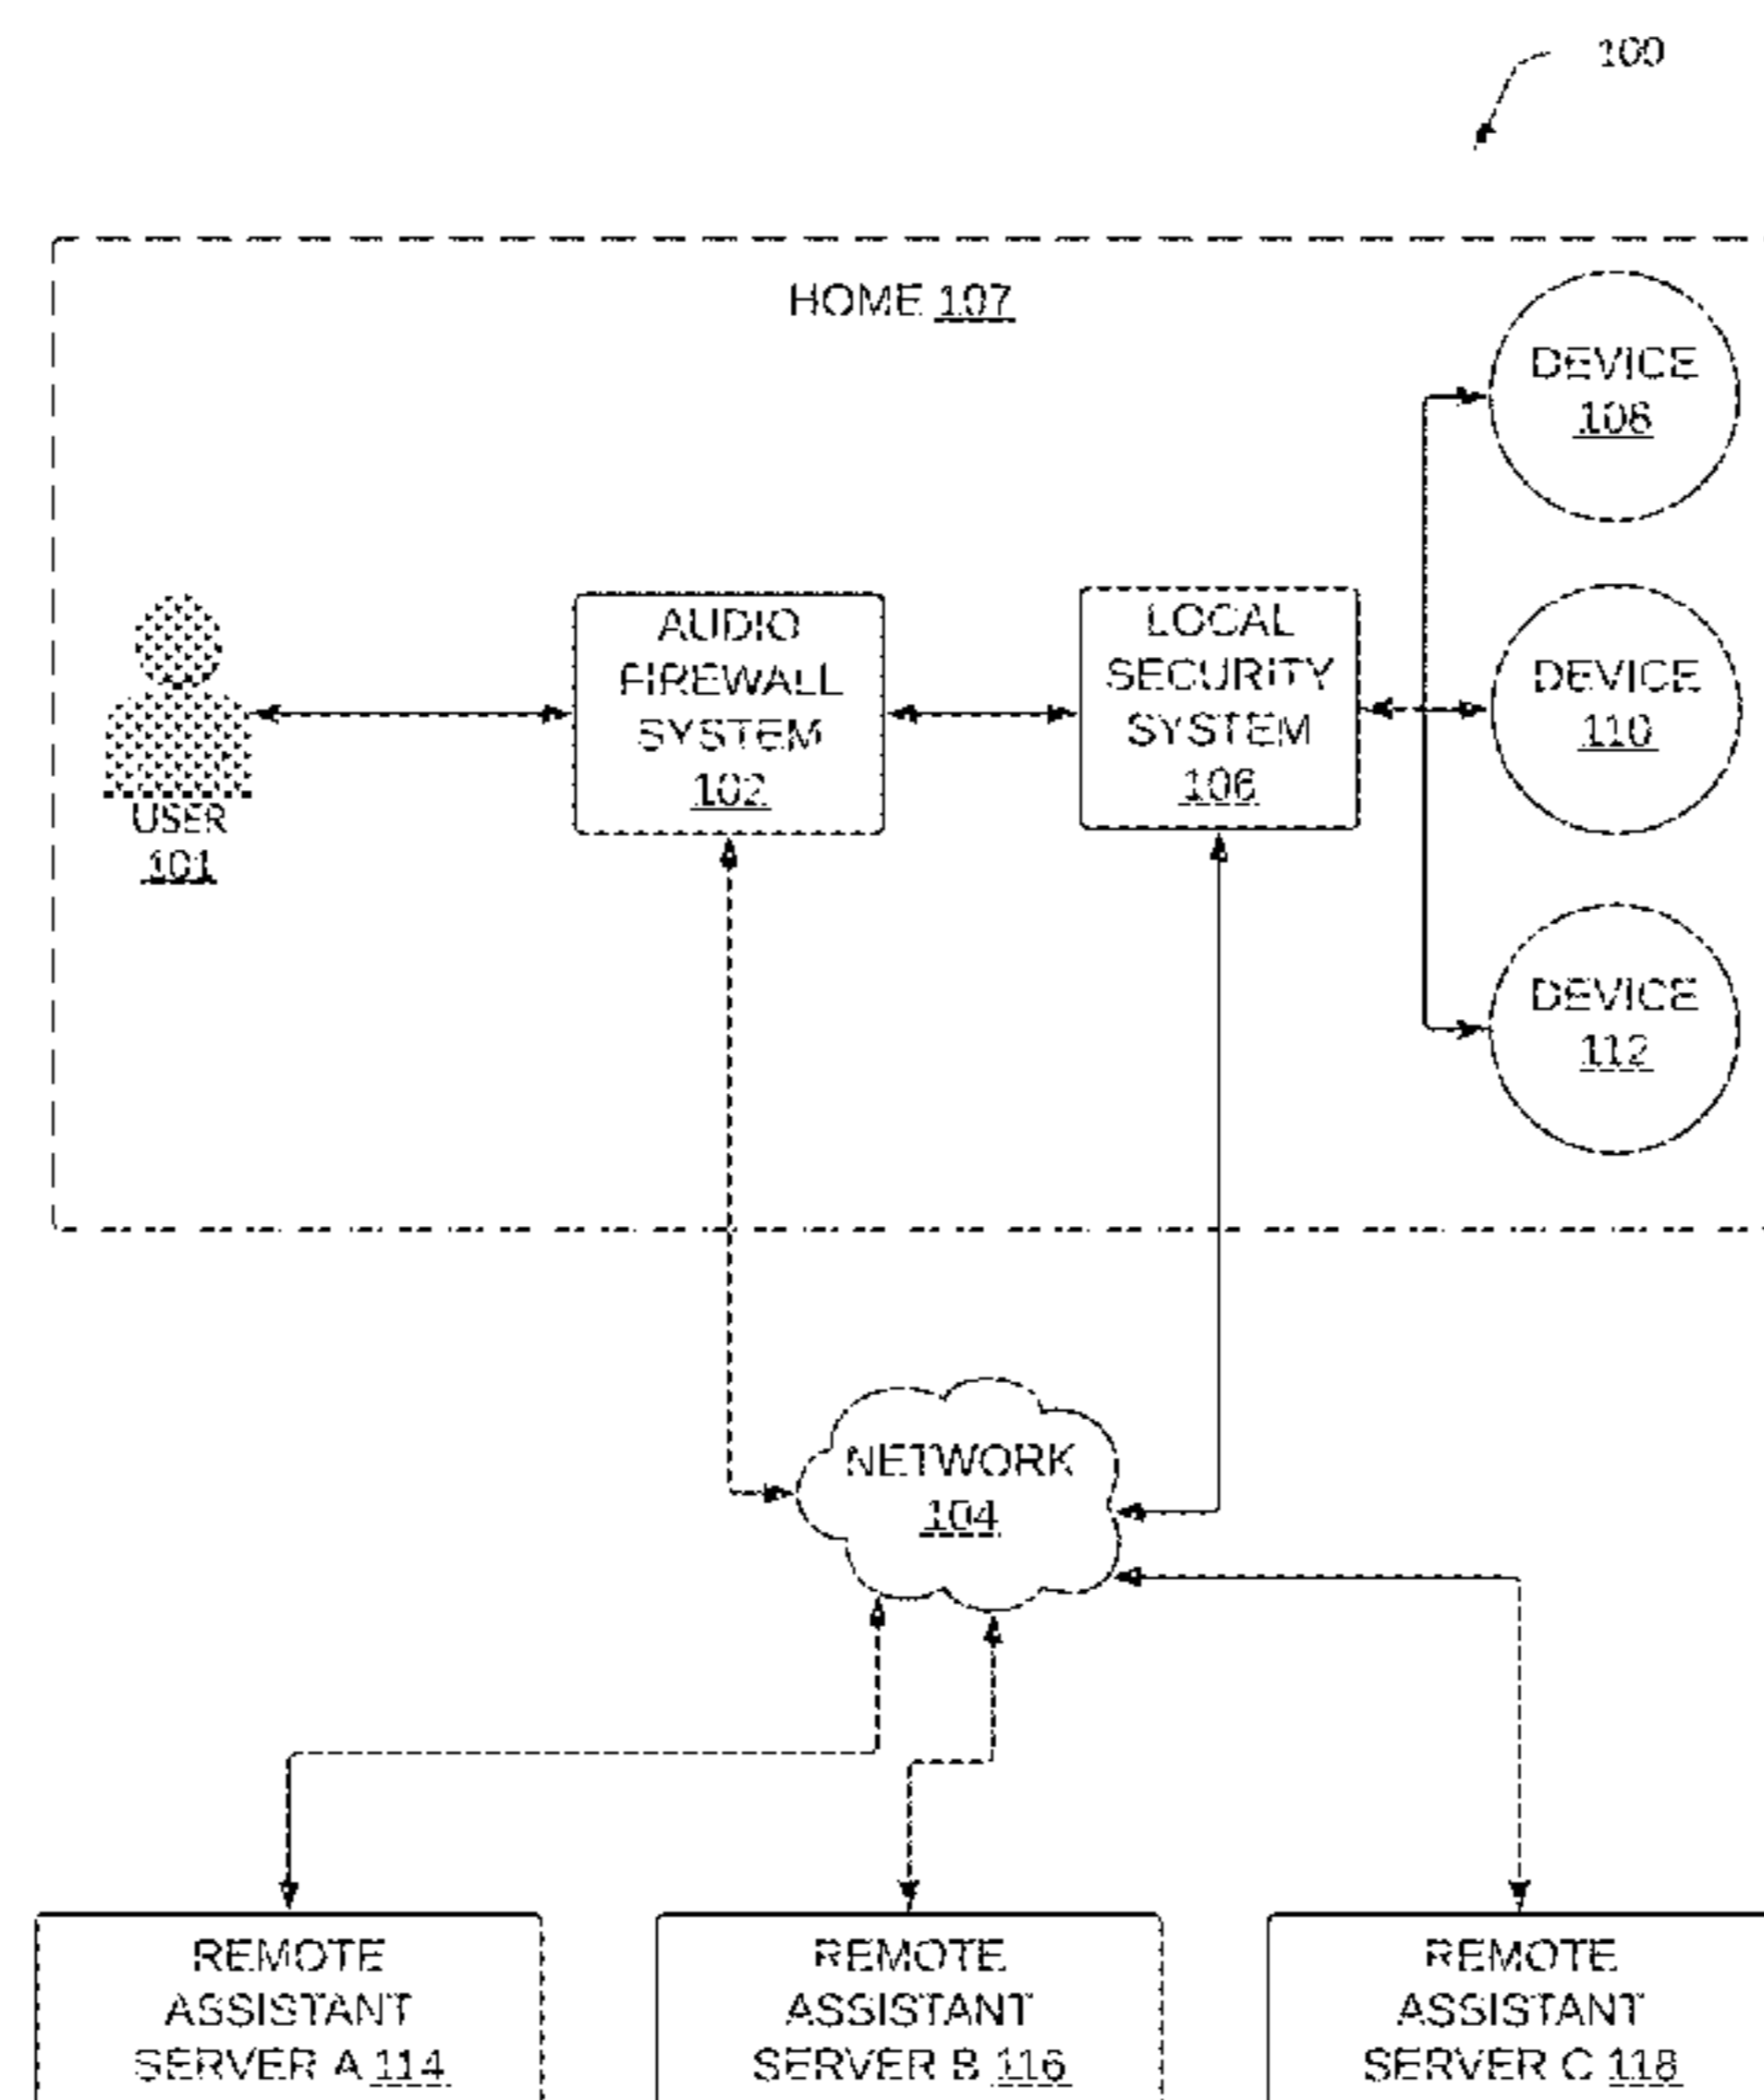 100
HOME 107
DEVICE
108
AUDIO
FIREWALL
SYSTEM
102
LOCAL
SECURITY
SYSTEM
106
DEVICE
110
USER
101
DEVICE
112
NETWORK
104
REMOTE
ASSISTANT
SERVER A 114
REMOTE
ASSISTANT
SERVER B 116
REMOTE
ASSISTANT
SERVER C 118